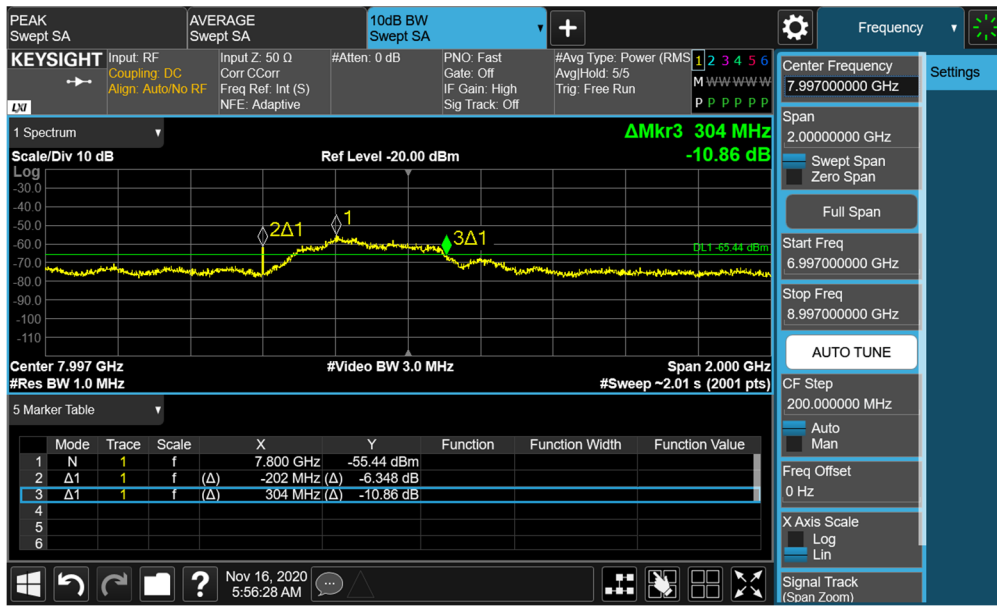 PEAK
Swept SA
AVERAGE
Swept SA
10dB BW
Swept SA
Frequency
KEYSIGHT
LXI
Input: RF
Coupling: DC
Align: Auto/No RF
Input Z: 50 Ω
Corr CCorr
Freq Ref: Int (S)
NFE: Adaptive
#Atten: 0 dB
PNO: Fast
Gate: Off
IF Gain: High
Sig Track: Off
#Avg Type: Power (RMS
Avg|Hold: 5/5
Trig: Free Run
1 2 3 4 5 6
M W W W W W
P P P P P P
1 Spectrum
ΔMkr3 304 MHz
-10.86 dB
Scale/Div 10 dB
Ref Level -20.00 dBm
Log
-30.0
-40.0
-50.0
-60.0
-70.0
-80.0
-90.0
-100
-110
2Δ1
1
3Δ1
DL1 -65.44 dBm
Center 7.997 GHz
#Video BW 3.0 MHz
Span 2.000 GHz
#Res BW 1.0 MHz
#Sweep ~2.01 s (2001 pts)
5 Marker Table
Mode Trace Scale X Y Function Function Width Function Value
1 N 1 f 7.800 GHz -55.44 dBm
2 Δ1 1 f (Δ) -202 MHz (Δ) -6.348 dB
3 Δ1 1 f (Δ) 304 MHz (Δ) -10.86 dB
4
5
6
?
Nov 16, 2020
5:56:28 AM
Center Frequency
7.997000000 GHz
Span
2.00000000 GHz
Swept Span
Zero Span
Full Span
Start Freq
6.997000000 GHz
Stop Freq
8.997000000 GHz
AUTO TUNE
CF Step
200.000000 MHz
Auto
Man
Freq Offset
0 Hz
X Axis Scale
Log
Lin
Signal Track
(Span Zoom)
Settings